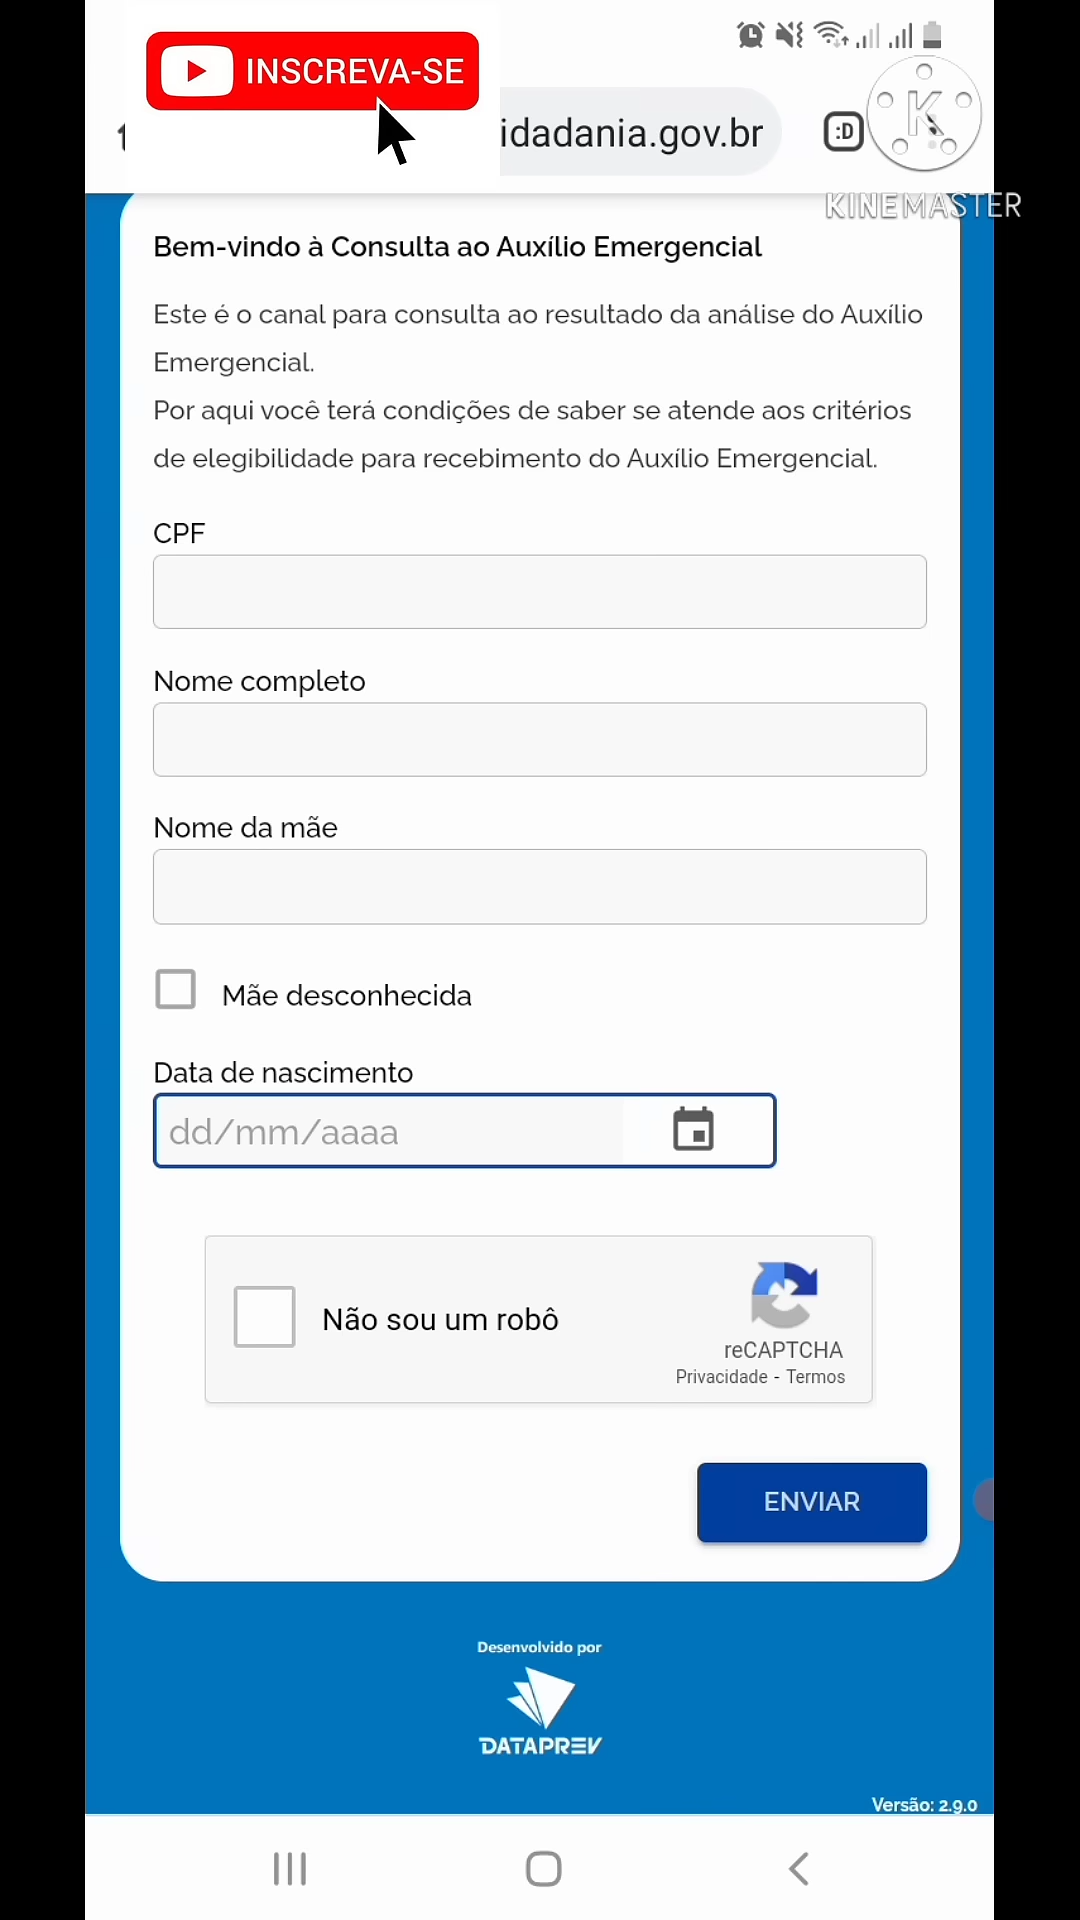 INSCREVA-SE
idadania.gov.br
:D
K
KINEMASTER
Bem-vindo à Consulta ao Auxílio Emergencial
Este é o canal para consulta ao resultado da análise do Auxílio
Emergencial.
Por aqui você terá condições de saber se atende aos critérios
de elegibilidade para recebimento do Auxílio Emergencial.
CPF
Nome completo
Nome da mãe
Mãe desconhecida
Data de nascimento
dd/mm/aaaa
Não sou um robô
reCAPTCHA
Privacidade - Termos
ENVIAR
Desenvolvido por
DATAPREV
Versão: 2.9.0